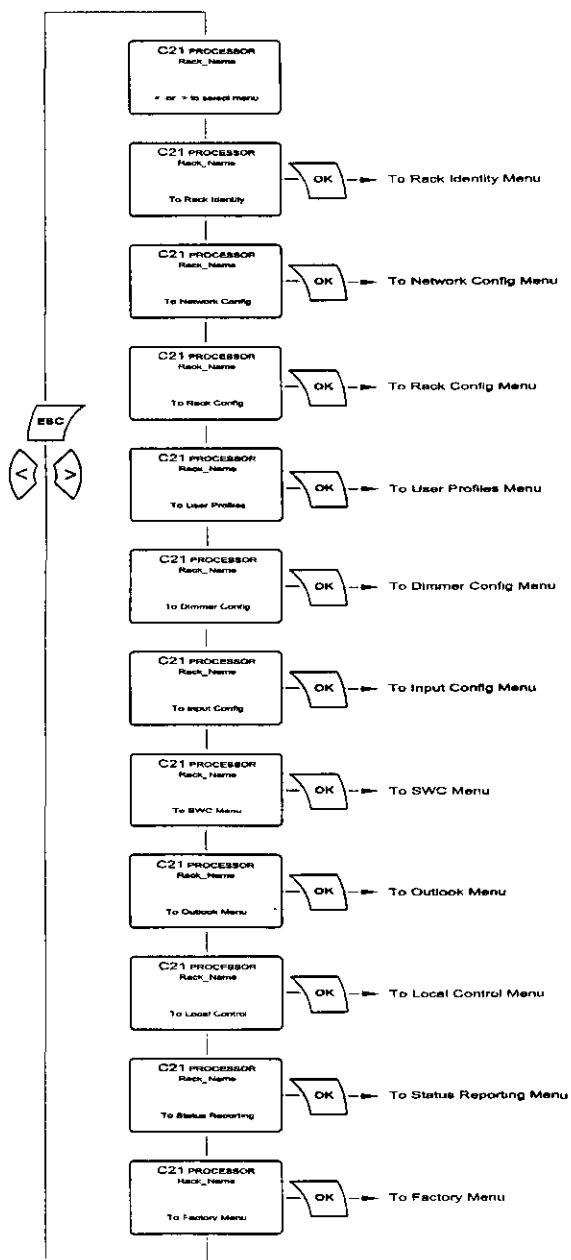 C21 PROCESSOR
Rack_Name
< or > to select menu
C21 PROCESSOR
Rack_Name
To Rack Identity
OK
To Rack Identity Menu
C21 PROCESSOR
Rack_Name
To Network Config
OK
To Network Config Menu
C21 PROCESSOR
Rack_Name
To Rack Config
OK
To Rack Config Menu
ESC
< >
C21 PROCESSOR
Rack_Name
To User Profiles
OK
To User Profiles Menu
C21 PROCESSOR
Rack_Name
To Dimmer Config
OK
To Dimmer Config Menu
C21 PROCESSOR
Rack_Name
To Input Config
OK
To Input Config Menu
C21 PROCESSOR
Rack_Name
To SWC Menu
OK
To SWC Menu
C21 PROCESSOR
Rack_Name
To Outlook Menu
OK
To Outlook Menu
C21 PROCESSOR
Rack_Name
To Local Control
OK
To Local Control Menu
C21 PROCESSOR
Rack_Name
To Status Reporting
OK
To Status Reporting Menu
C21 PROCESSOR
Rack_Name
To Factory Menu
OK
To Factory Menu